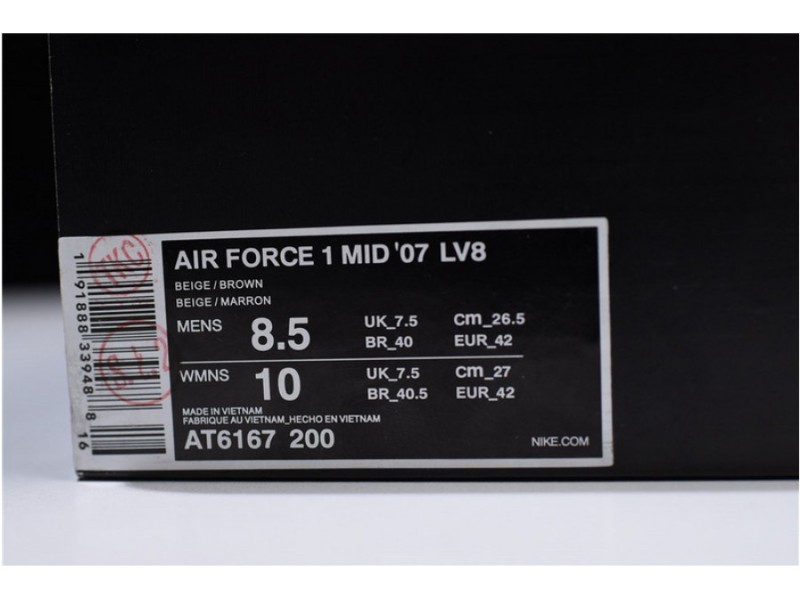 AIR FORCE 1 MID '07 LV8
BEIGE / BROWN
BEIGE / MARRON
MENS 8.5 UK_7.5 Cm_26.5
BR_40 EUR_42
WMNS 10 UK_7.5 Cm_27
BR_40.5 EUR_42
MADE IN VIETNAM
FABRIQUE AU VIETNAM_HECHO EN VIETNAM
AT6167 200
NIKE.COM
1 91888 33948 8 16